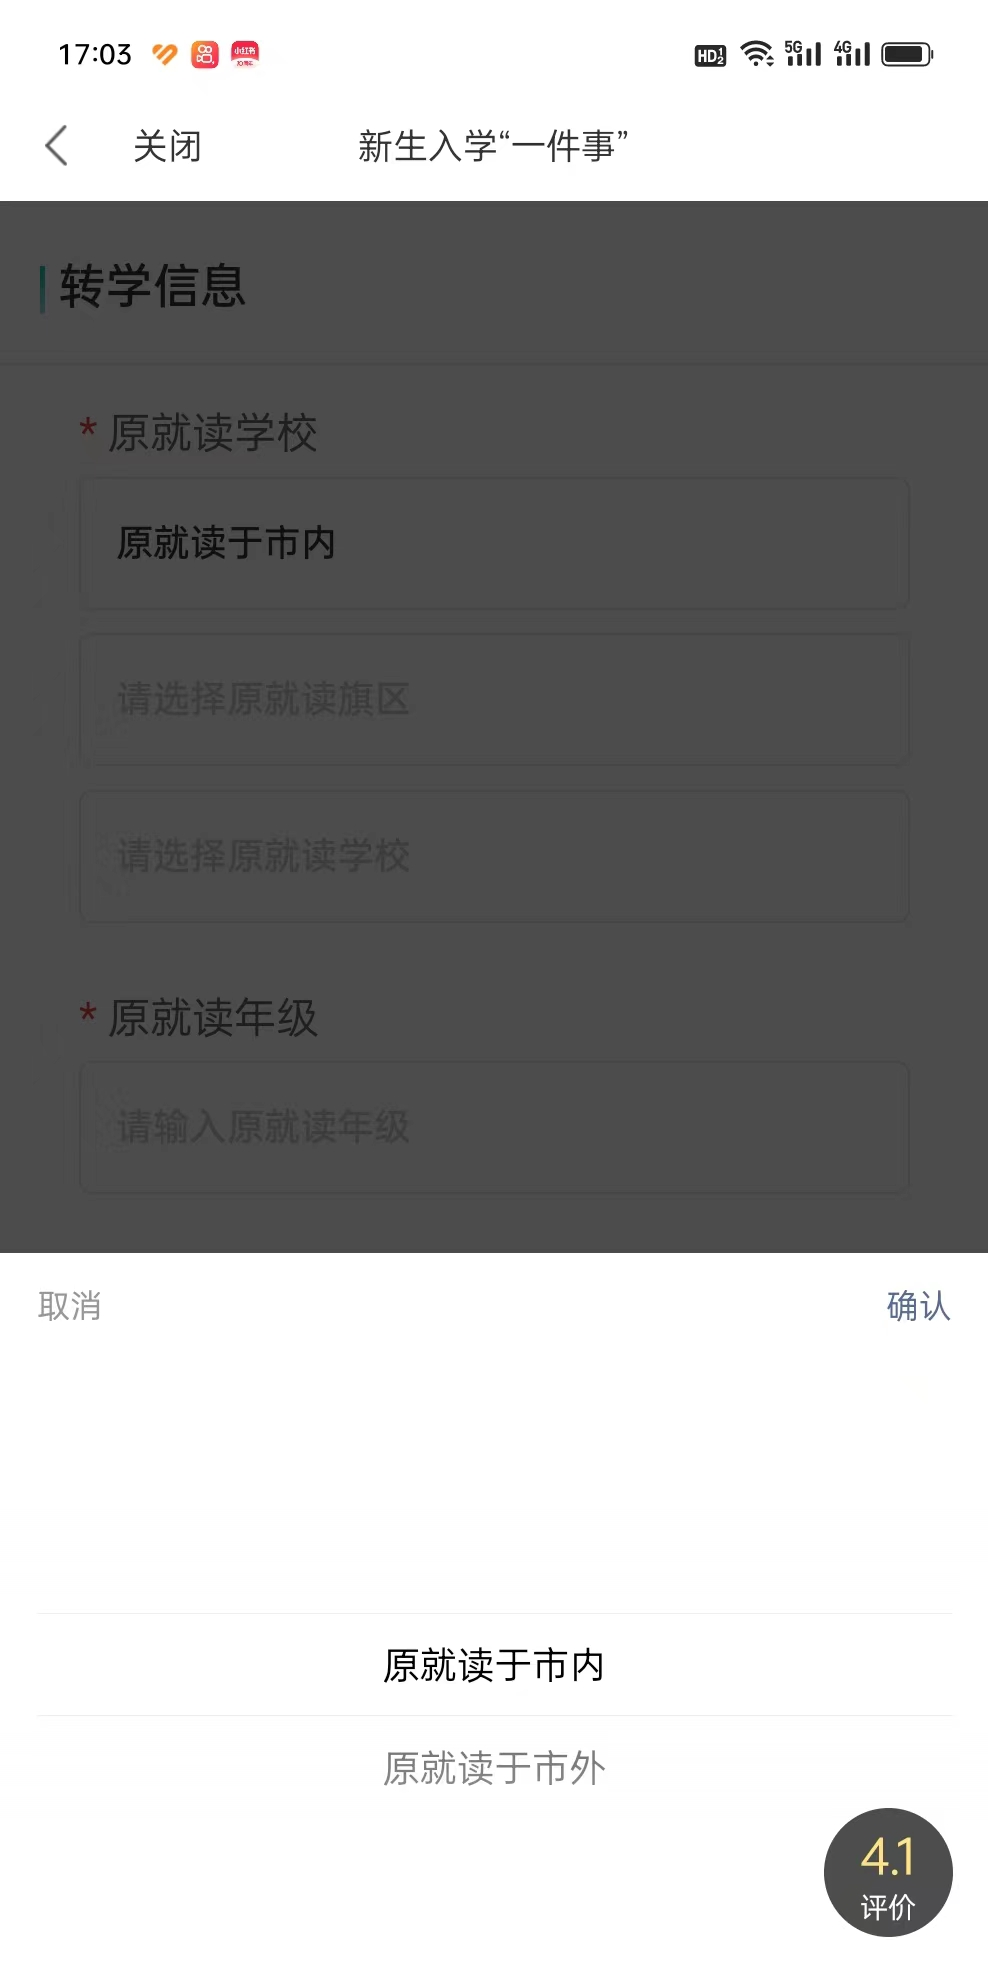 17:03
HD 1 2
5G
4G
关闭
新生入学“一件事”
转学信息
* 原就读学校
原就读于市内
请选择原就读旗区
请选择原就读学校
* 原就读年级
请输入原就读年级
取消
确认
原就读于市内
原就读于市外
4.1
评价